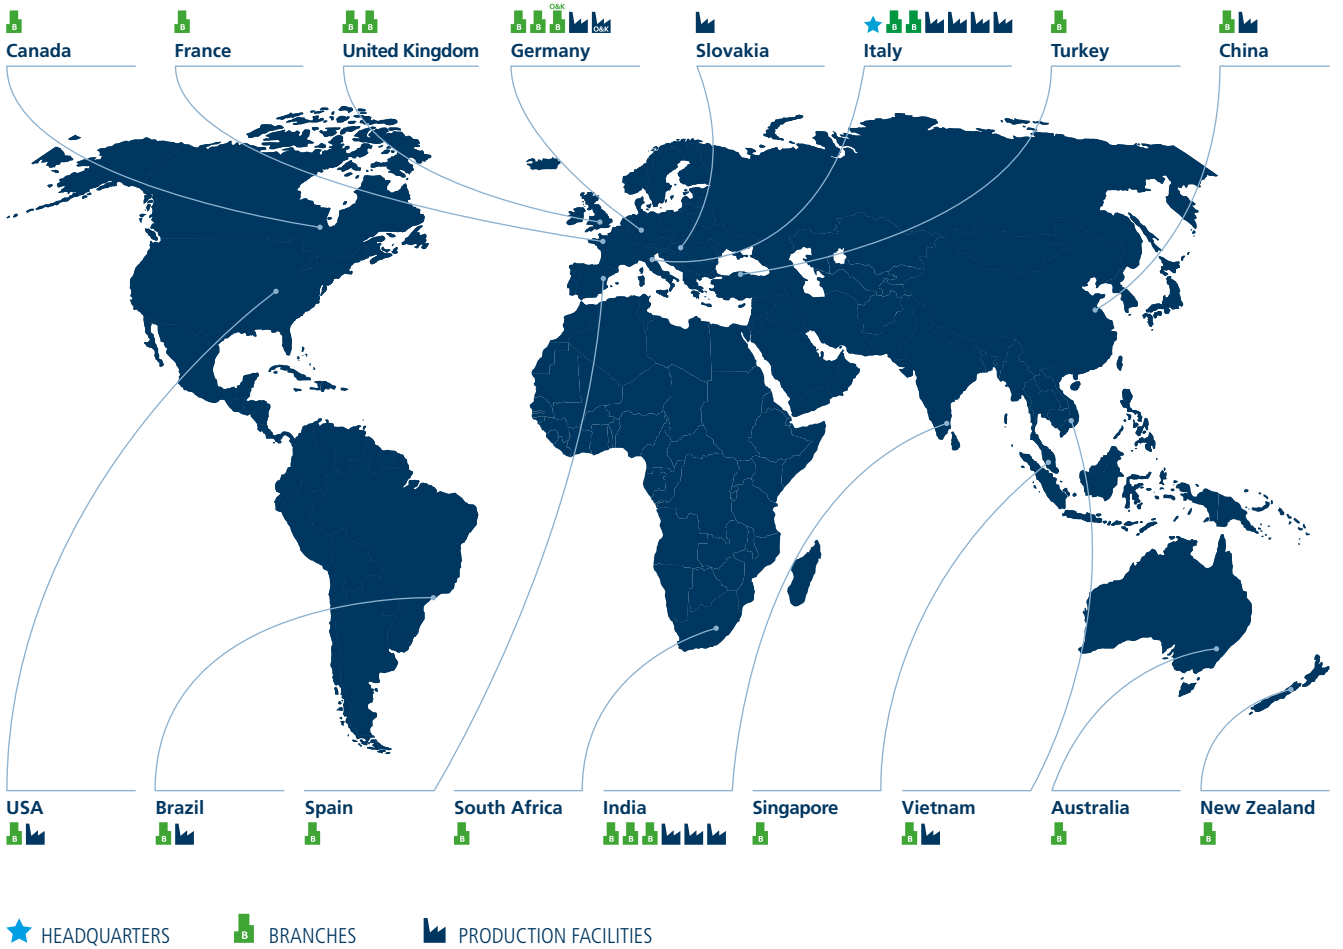 B B B B B B O&K B O&K B B B B
Canada France United Kingdom Germany Slovakia Italy Turkey China
USA Brazil Spain South Africa India Singapore Vietnam Australia New Zealand
B B B B B B B B B B B
B HEADQUARTERS BRANCHES PRODUCTION FACILITIES